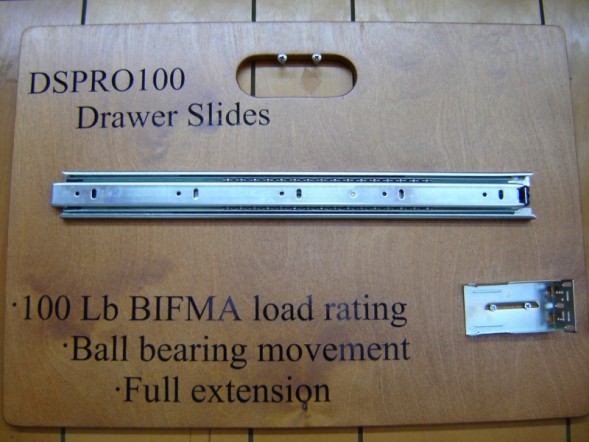 DSPRO100
Drawer Slides
·100 Lb BIFMA load rating
·Ball bearing movement
·Full extension